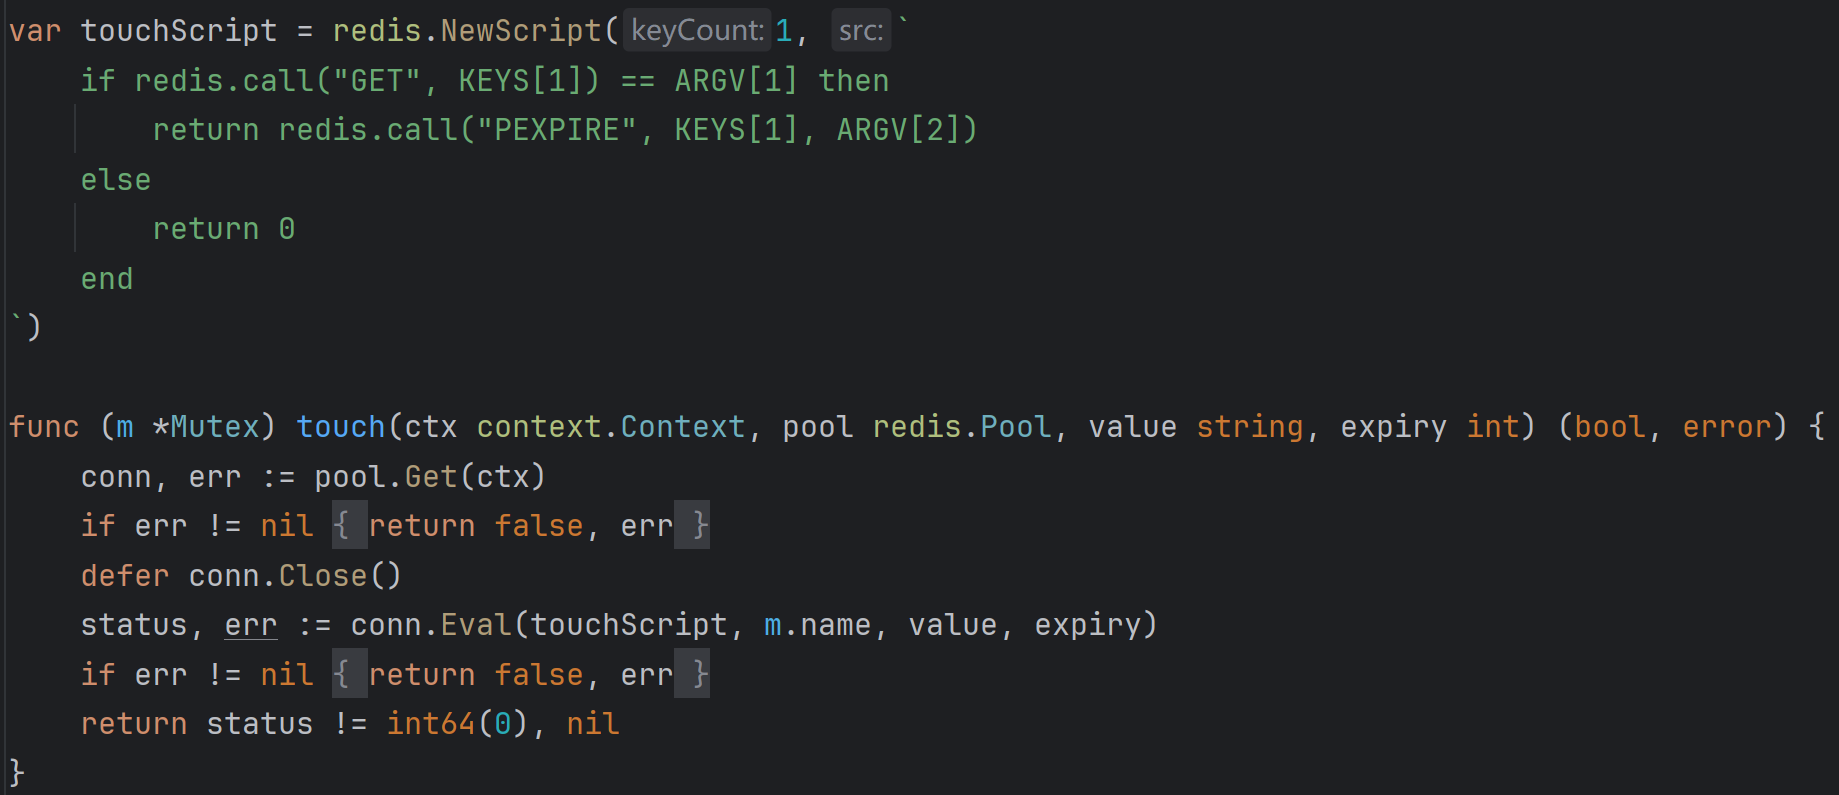 var touchScript = redis.NewScript( keyCount: 1, src: `
    if redis.call("GET", KEYS[1]) == ARGV[1] then
        return redis.call("PEXPIRE", KEYS[1], ARGV[2])
    else
        return 0
    end
`)

func (m *Mutex) touch(ctx context.Context, pool redis.Pool, value string, expiry int) (bool, error) {
    conn, err := pool.Get(ctx)
    if err != nil { return false, err }
    defer conn.Close()
    status, err := conn.Eval(touchScript, m.name, value, expiry)
    if err != nil { return false, err }
    return status != int64(0), nil
}